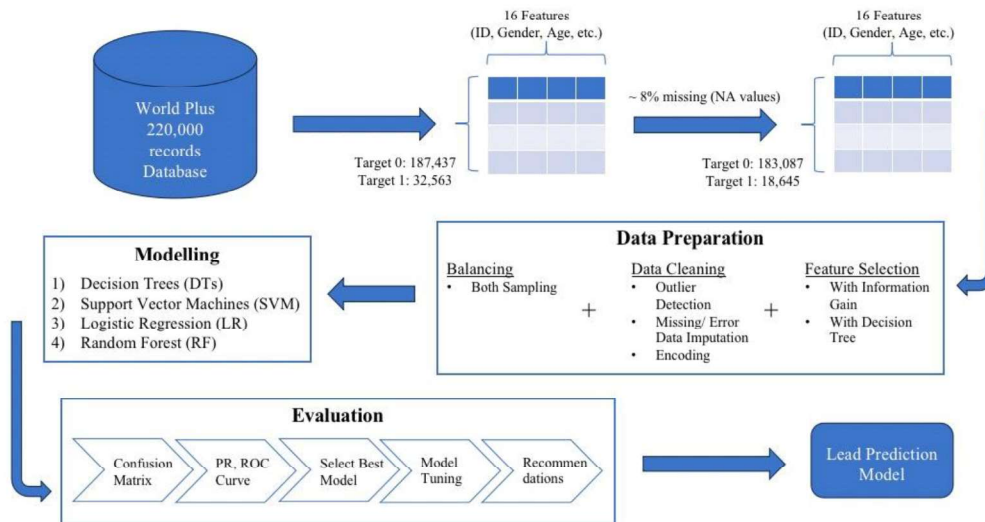 World Plus
220,000
records
Database
16 Features
(ID, Gender, Age, etc.)
Target 0: 187,437
Target 1: 32,563
~ 8% missing (NA values)
16 Features
(ID, Gender, Age, etc.)
Target 0: 183,087
Target 1: 18,645
Data Preparation
Balancing
• Both Sampling
+
Data Cleaning
• Outlier
Detection
• Missing/ Error
Data Imputation
• Encoding
+
Feature Selection
• With Information
Gain
• With Decision
Tree
Modelling
1) Decision Trees (DTs)
2) Support Vector Machines (SVM)
3) Logistic Regression (LR)
4) Random Forest (RF)
Evaluation
Confusion
Matrix
PR, ROC
Curve
Select Best
Model
Model
Tuning
Recommen
dations
Lead Prediction
Model